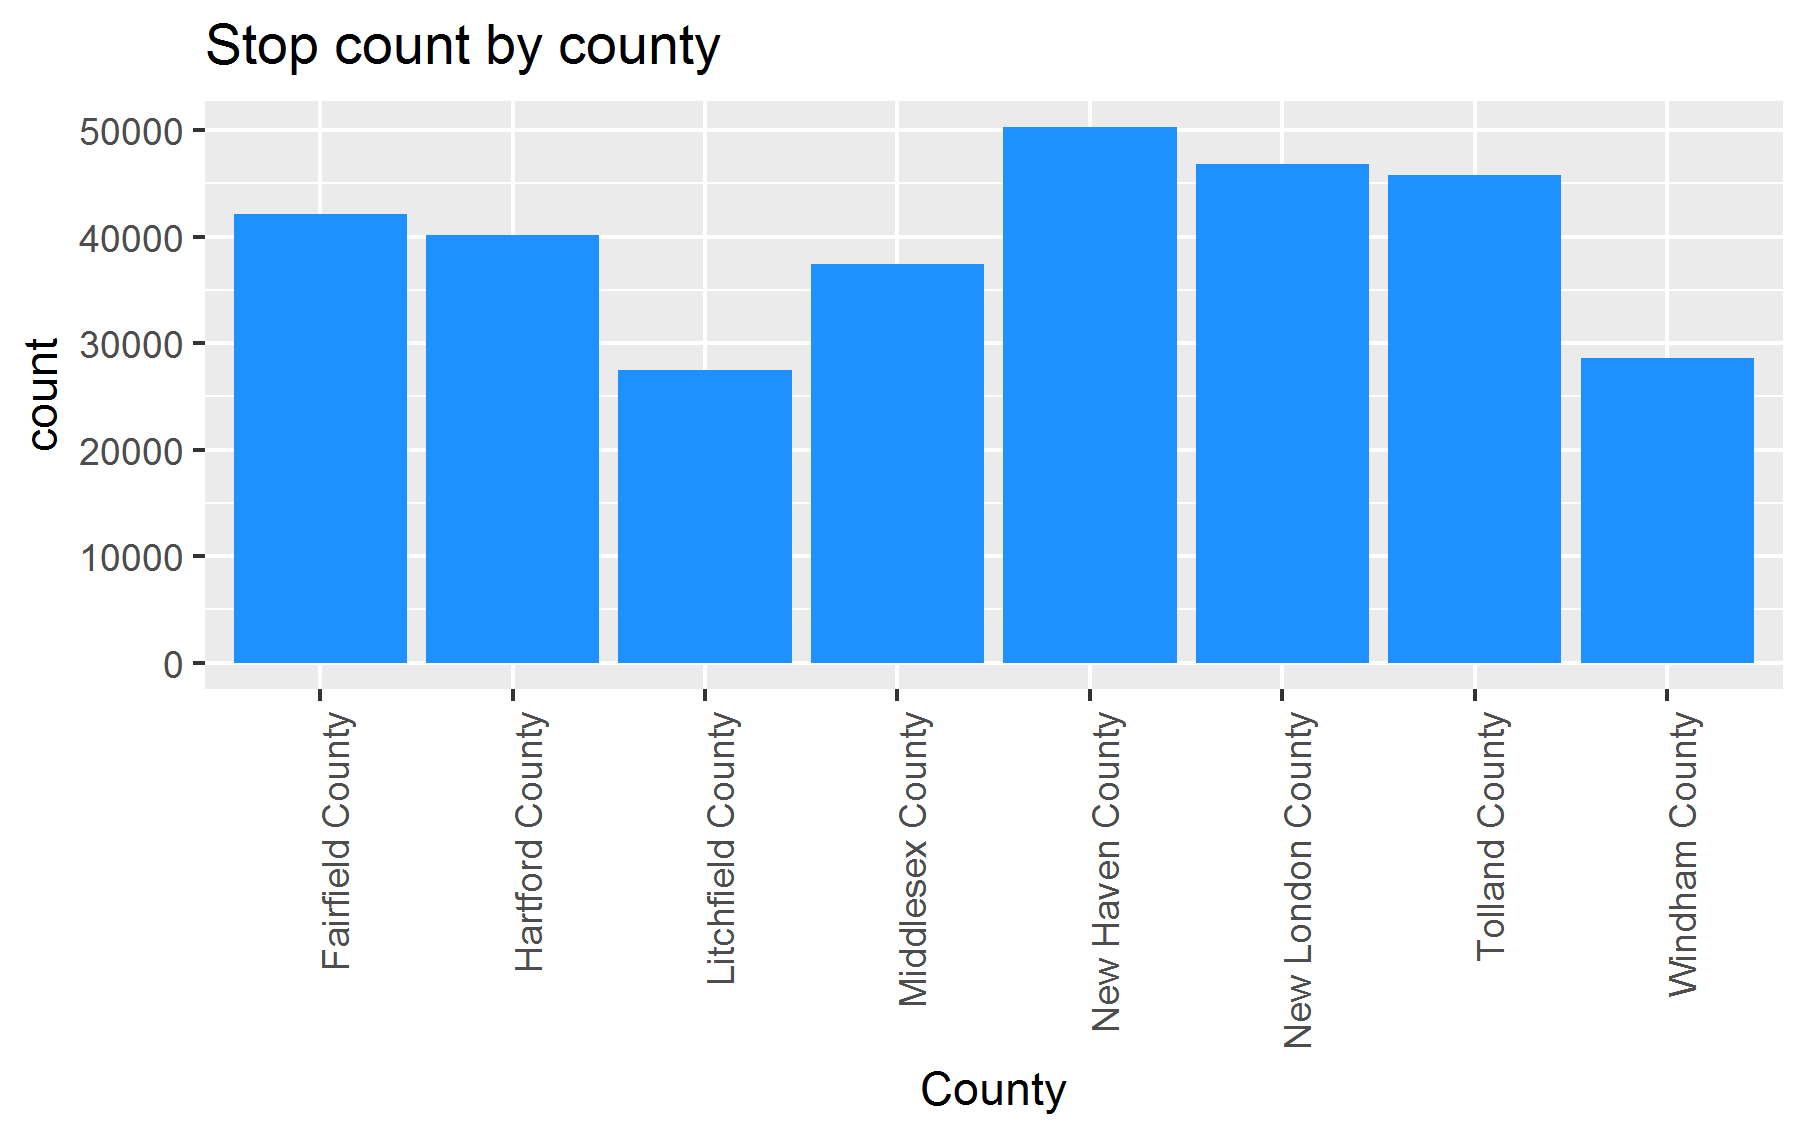 Stop count by county
50000
40000
30000
20000
10000
0
count
Fairfield County
Hartford County
Litchfield County
Middlesex County
New Haven County
New London County
Tolland County
Windham County
County